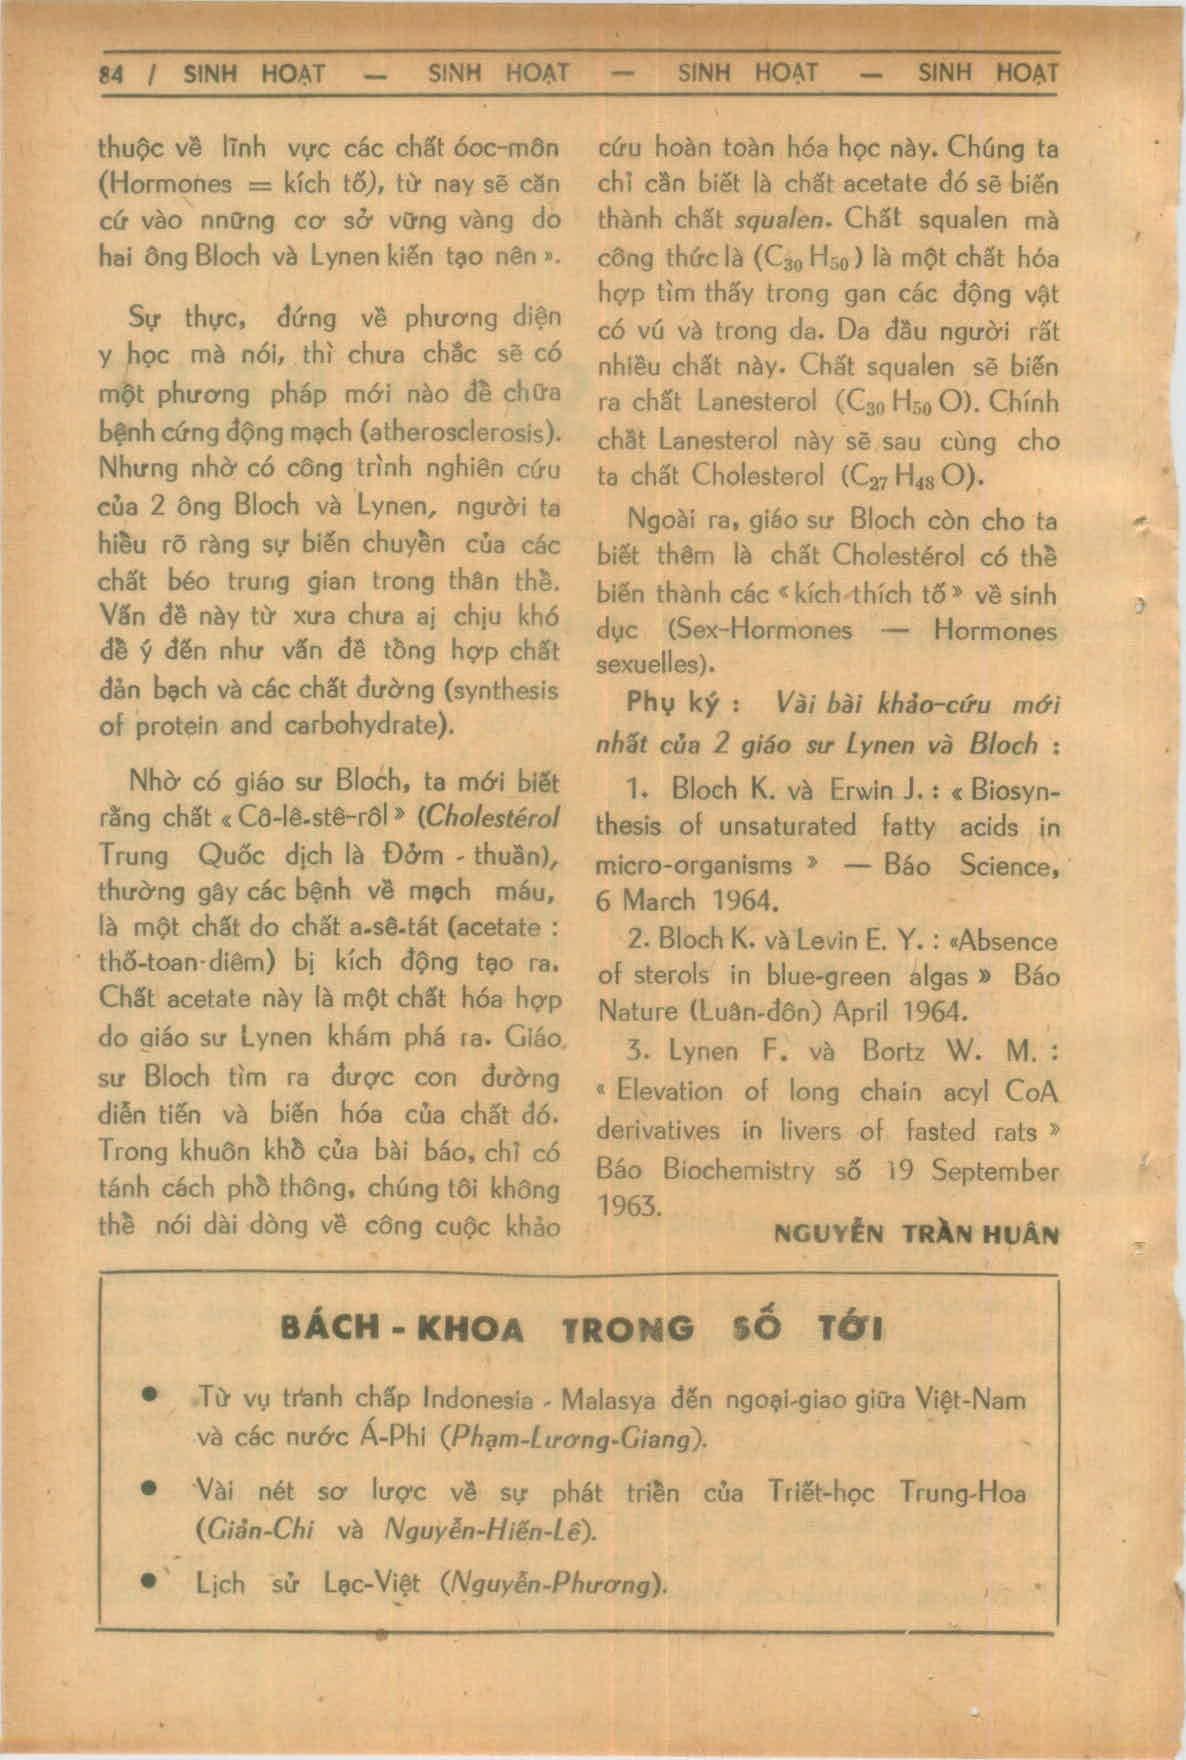 84 / SINH HOẠT — SINH HOẠT — SINH HOẠT — SINH HOẠT
thuộc về lĩnh vực các chất óoc-môn
(Hormones = kích tố), từ nay sẽ căn
cứ vào nnững cơ sở vững vàng do
hai ông Bloch và Lynen kiến tạo nên ».
Sự thực, đứng về phương diện
y học mà nói, thì chưa chắc sẽ có
một phương pháp mới nào để chữa
bệnh cứng động mạch (atherosclerosis).
Nhưng nhờ có công trình nghiên cứu
của 2 ông Bloch và Lynen, người ta
hiểu rõ ràng sự biến chuyển của các
chất béo trung gian trong thân thể.
Vấn đề này từ xưa chưa aị chịu khó
để ý đến như vấn đề tổng hợp chất
đản bạch và các chất đường (synthesis
of protein and carbohydrate).
Nhờ có giáo sư Bloch, ta mới biết
rằng chất « Cô-lê-stê-rôl » (Cholestérol
Trung Quốc dịch là Đởm - thuần),
thường gây các bệnh về mạch máu,
là một chất do chất a-sê-tát (acetate :
thố-toan-diêm) bị kích động tạo ra.
Chất acetate này là một chất hóa hợp
do giáo sư Lynen khám phá ra. Giáo
sư Bloch tìm ra được con đường
diễn tiến và biến hóa của chất đó.
Trong khuôn khổ của bài báo, chỉ có
tánh cách phổ thông, chúng tôi không
thể nói dài dòng về công cuộc khảo
cứu hoàn toàn hóa học này. Chúng ta
chỉ cần biết là chất acetate đó sẽ biến
thành chất squalen. Chất squalen mà
công thức là (C₃₀ H₅₀) là một chất hóa
hợp tìm thấy trong gan các động vật
có vú và trong da. Da đầu người rất
nhiều chất này. Chất squalen sẽ biến
ra chất Lanesterol (C₃₀ H₅₀ O). Chính
chất Lanesterol này sẽ sau cùng cho
ta chất Cholesterol (C₂₇ H₄₈ O).
Ngoài ra, giáo sư Bloch còn cho ta
biết thêm là chất Cholestérol có thể
biến thành các « kích-thích tố » về sinh
dục (Sex-Hormones — Hormones
sexuelles).
Phụ ký : Vài bài khảo-cứu mới
nhất của 2 giáo sư Lynen và Bloch :
1. Bloch K. và Erwin J. : « Biosyn-
thesis of unsaturated fatty acids in
micro-organisms » — Báo Science,
6 March 1964.
2. Bloch K. và Levin E. Y. : «Absence
of sterols in blue-green algas » Báo
Nature (Luân-đôn) April 1964.
3. Lynen F. và Bortz W. M. :
« Elevation of long chain acyl CoA
derivatives in livers of fasted rats »
Báo Biochemistry số 19 September
1963.
NGUYỄN TRẦN HUÂN
BÁCH - KHOA TRONG SỐ TỚI
● Từ vụ tranh chấp Indonesia - Malasya đến ngoại-giao giữa Việt-Nam
và các nước Á-Phi (Phạm-Lương-Giang).
● Vài nét sơ lược về sự phát triển của Triết-học Trung-Hoa
(Giản-Chi và Nguyễn-Hiến-Lê).
● Lịch sử Lạc-Việt (Nguyễn-Phương).